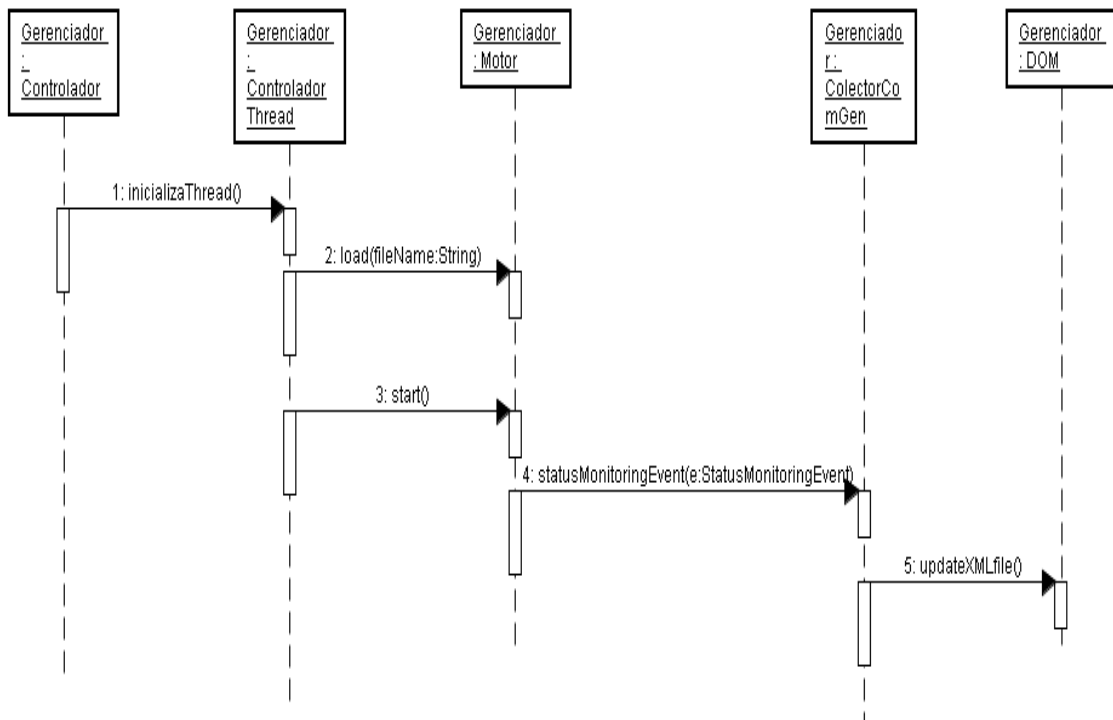 Gerenciador
:
Controlador
Gerenciador
:
Controlador
Thread
Gerenciador
: Motor
Gerenciado
r :
ColectorCo
mGen
Gerenciador
: DOM
1: inicializaThread()
2: load(fileName:String)
3: start()
4: statusMonitoringEvent(e:StatusMonitoringEvent)
5: updateXMLfile()